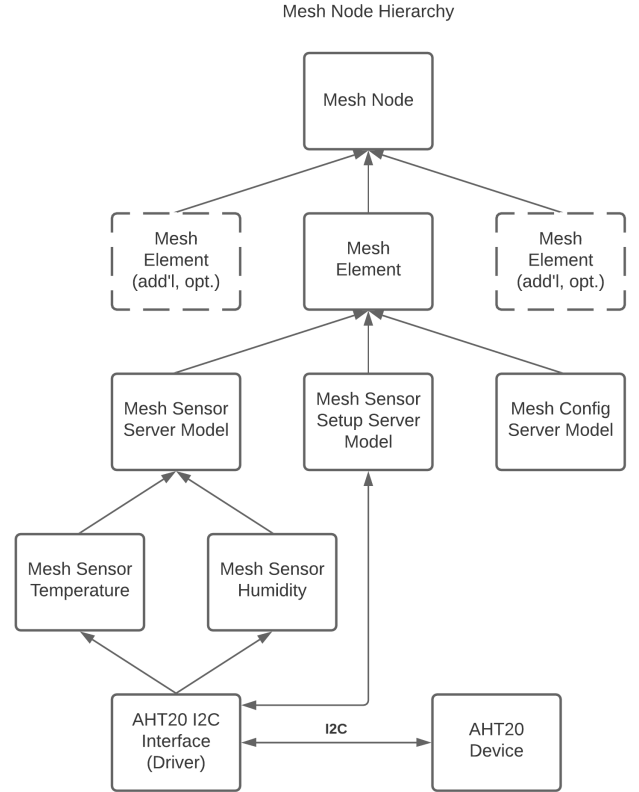 Mesh Node Hierarchy
Mesh Node
Mesh
Element
(add'l, opt.)
Mesh
Element
Mesh
Element
(add'l, opt.)
Mesh Sensor
Server Model
Mesh Sensor
Setup Server
Model
Mesh Config
Server Model
Mesh Sensor
Temperature
Mesh Sensor
Humidity
AHT20 I2C
Interface
(Driver)
I2C
AHT20
Device